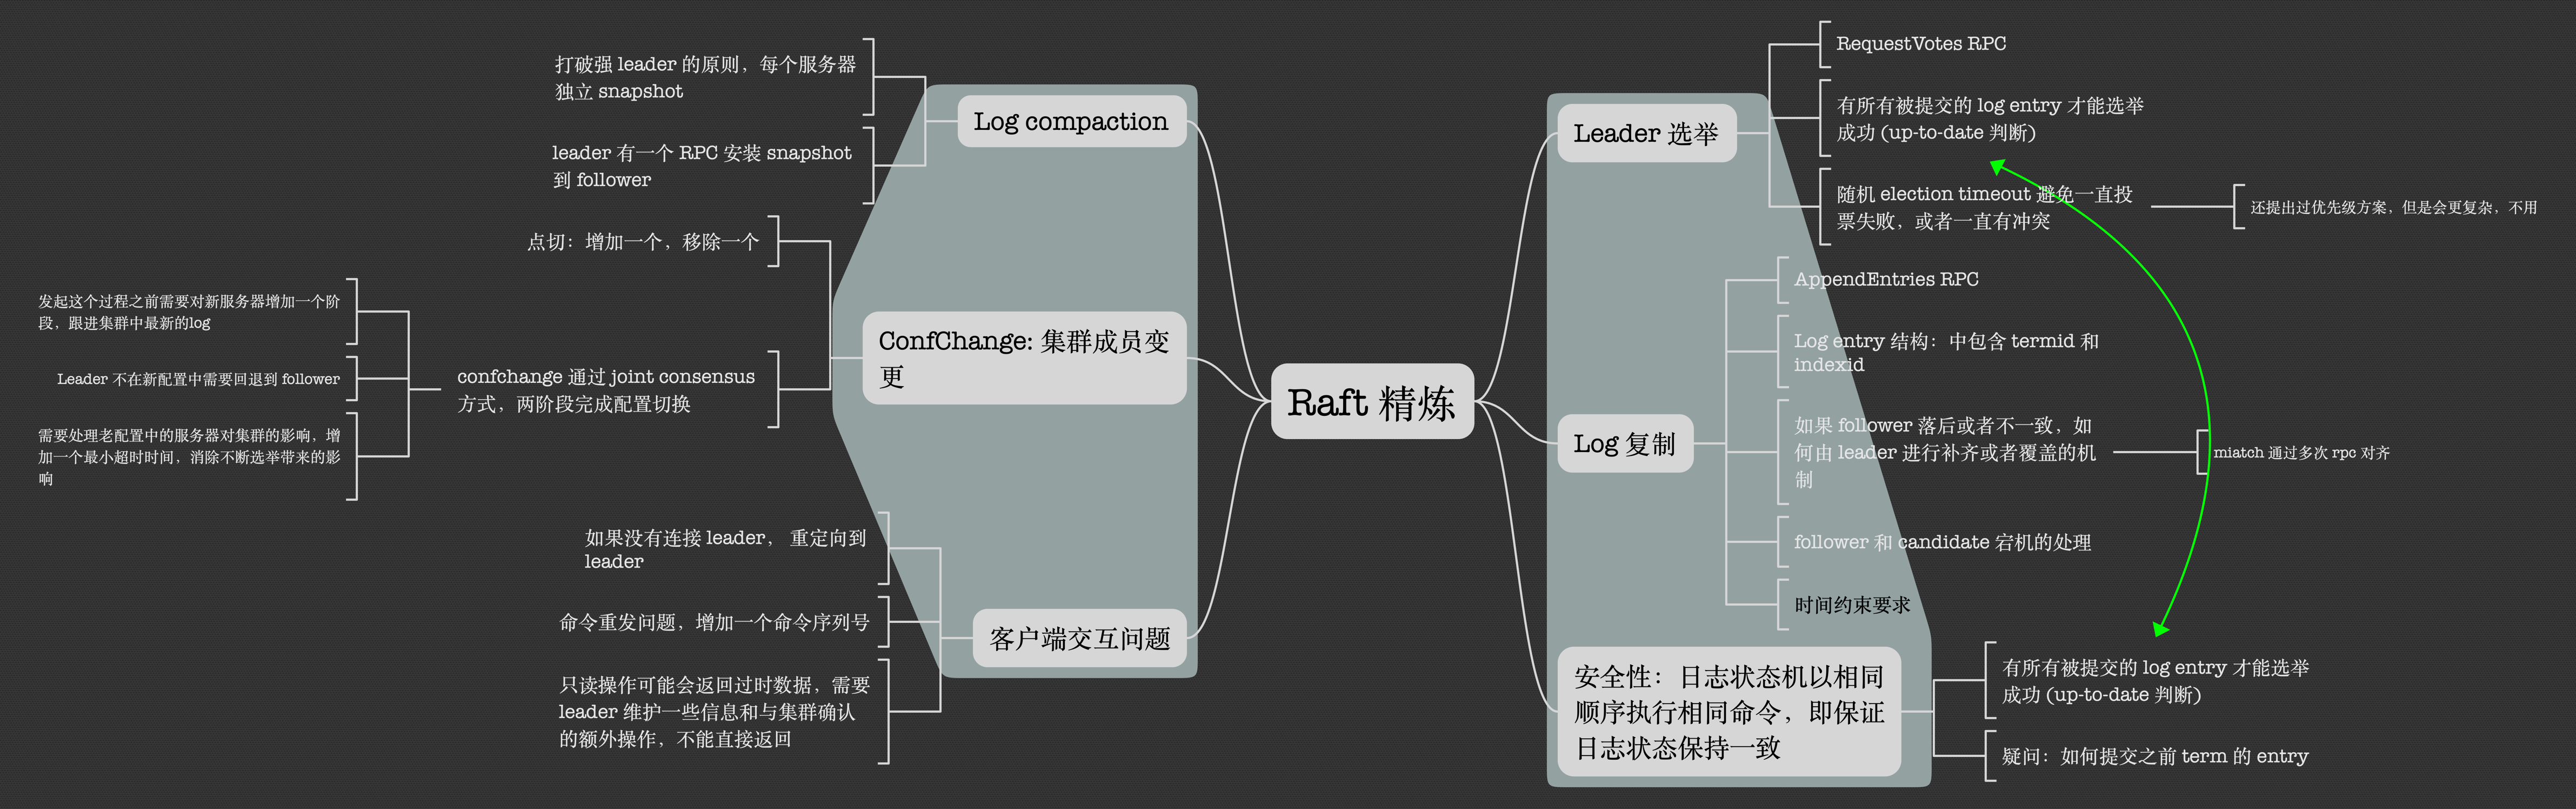 Raft 精炼
Leader 选举
RequestVotes RPC
有所有被提交的 log entry 才能选举
成功 (up-to-date 判断)
随机 election timeout 避免一直投
票失败，或者一直有冲突
还提出过优先级方案，但是会更复杂，不用
Log 复制
AppendEntries RPC
Log entry 结构：中包含 termid 和
indexid
如果 follower 落后或者不一致，如
何由 leader 进行补齐或者覆盖的机
制
miatch 通过多次 rpc 对齐
follower 和 candidate 宕机的处理
时间约束要求
安全性：日志状态机以相同
顺序执行相同命令，即保证
日志状态保持一致
有所有被提交的 log entry 才能选举
成功 (up-to-date 判断)
疑问：如何提交之前 term 的 entry
Log compaction
打破强 leader 的原则，每个服务器
独立 snapshot
leader 有一个 RPC 安装 snapshot
到 follower
ConfChange: 集群成员变
更
点切：增加一个，移除一个
confchange 通过 joint consensus
方式，两阶段完成配置切换
发起这个过程之前需要对新服务器增加一个阶
段，跟进集群中最新的log
Leader 不在新配置中需要回退到 follower
需要处理老配置中的服务器对集群的影响，增
加一个最小超时时间，消除不断选举带来的影
响
客户端交互问题
如果没有连接 leader， 重定向到
leader
命令重发问题，增加一个命令序列号
只读操作可能会返回过时数据，需要
leader 维护一些信息和与集群确认
的额外操作，不能直接返回